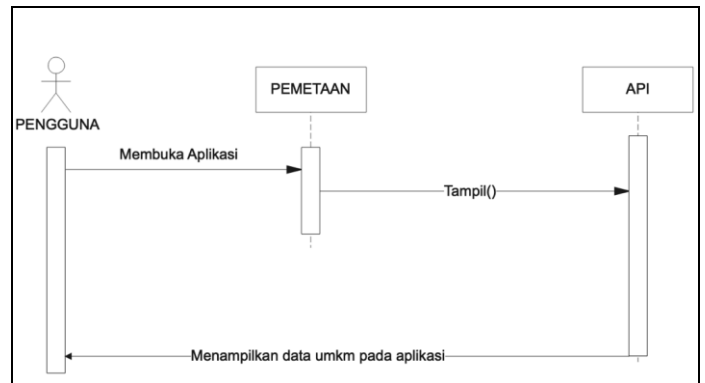 PENGGUNA
PEMETAAN
API
Membuka Aplikasi
Tampil()
Menampilkan data umkm pada aplikasi